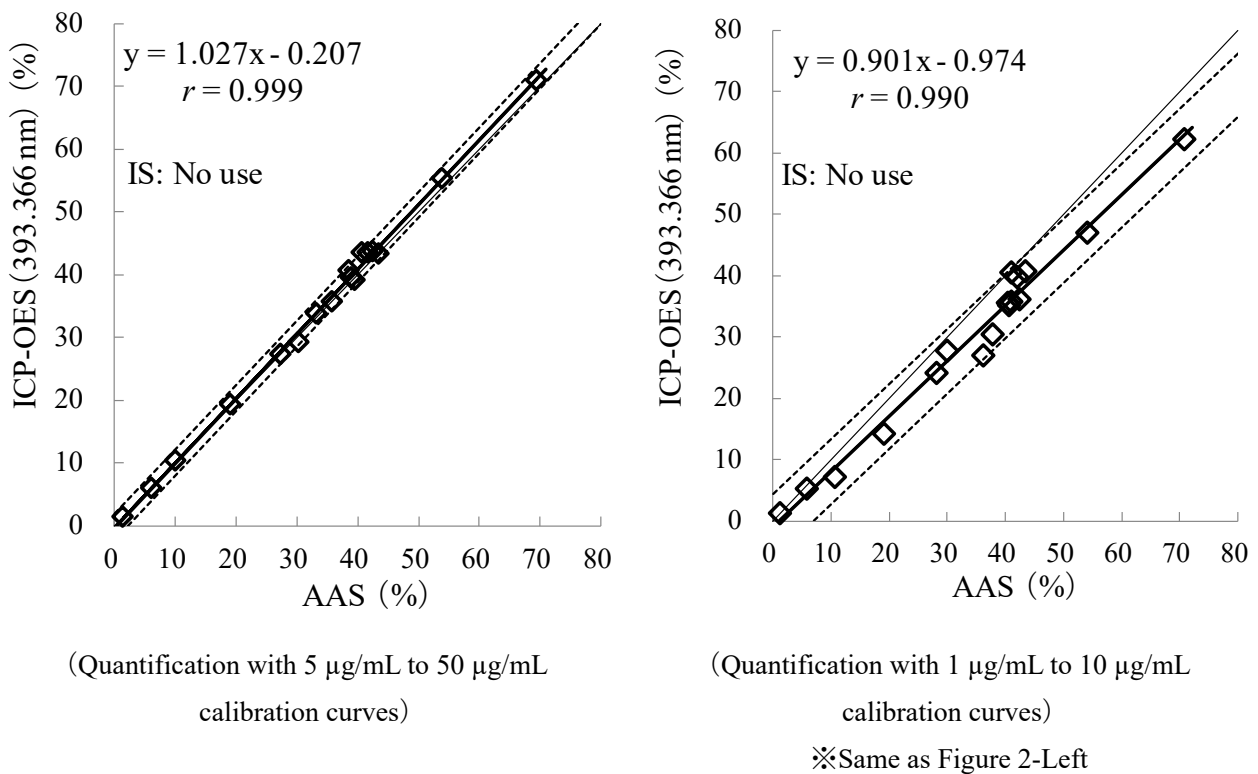 80
70
60
50
40
30
20
10
0
ICP-OES（393.366 nm）（%）
y = 1.027x - 0.207
r = 0.999
IS: No use
0 10 20 30 40 50 60 70 80
AAS（%）
（Quantification with 5 µg/mL to 50 µg/mL
calibration curves）
80
70
60
50
40
30
20
10
0
ICP-OES（393.366 nm）（%）
y = 0.901x - 0.974
r = 0.990
IS: No use
0 10 20 30 40 50 60 70 80
AAS（%）
（Quantification with 1 µg/mL to 10 µg/mL
calibration curves）
※Same as Figure 2-Left